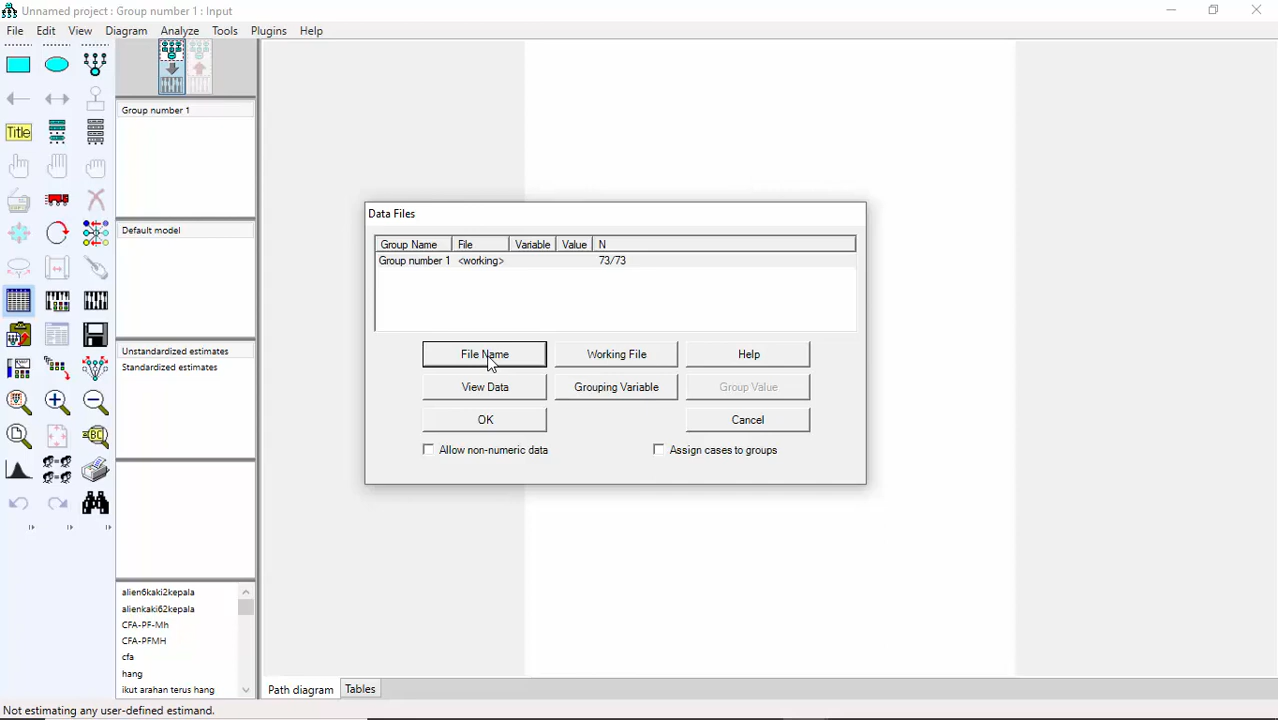 Unnamed project : Group number 1 : Input
File Edit View Diagram Analyze Tools Plugins Help
Group number 1
Title
Default model
Unstandardized estimates
Standardized estimates
alien6kaki2kepala
alienkaki62kepala
CFA-PF-Mh
CFA-PFMH
cfa
hang
ikut arahan terus hang
Data Files
Group Name File Variable Value N
Group number 1 <working> 73/73
File Name Working File Help
View Data Grouping Variable Group Value
OK Cancel
Allow non-numeric data Assign cases to groups
BC
Path diagram Tables
Not estimating any user-defined estimand.